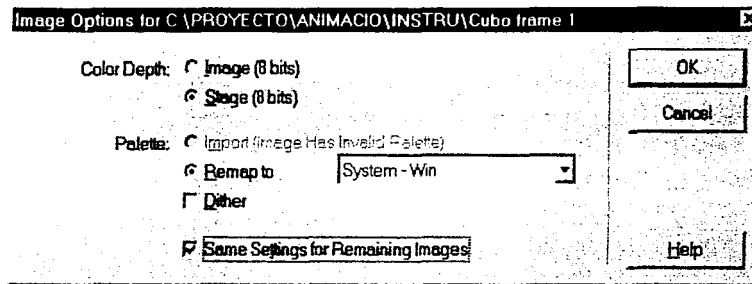 Image Options for C:\PROYECTO\ANIMACIO\INSTRU\Cubo frame 1
Color Depth: Image (8 bits) OK
Stage (8 bits) Cancel
Palette: Import (Image Has Invalid Palette)
Remap to System - Win
Dither
Same Settings for Remaining Images Help